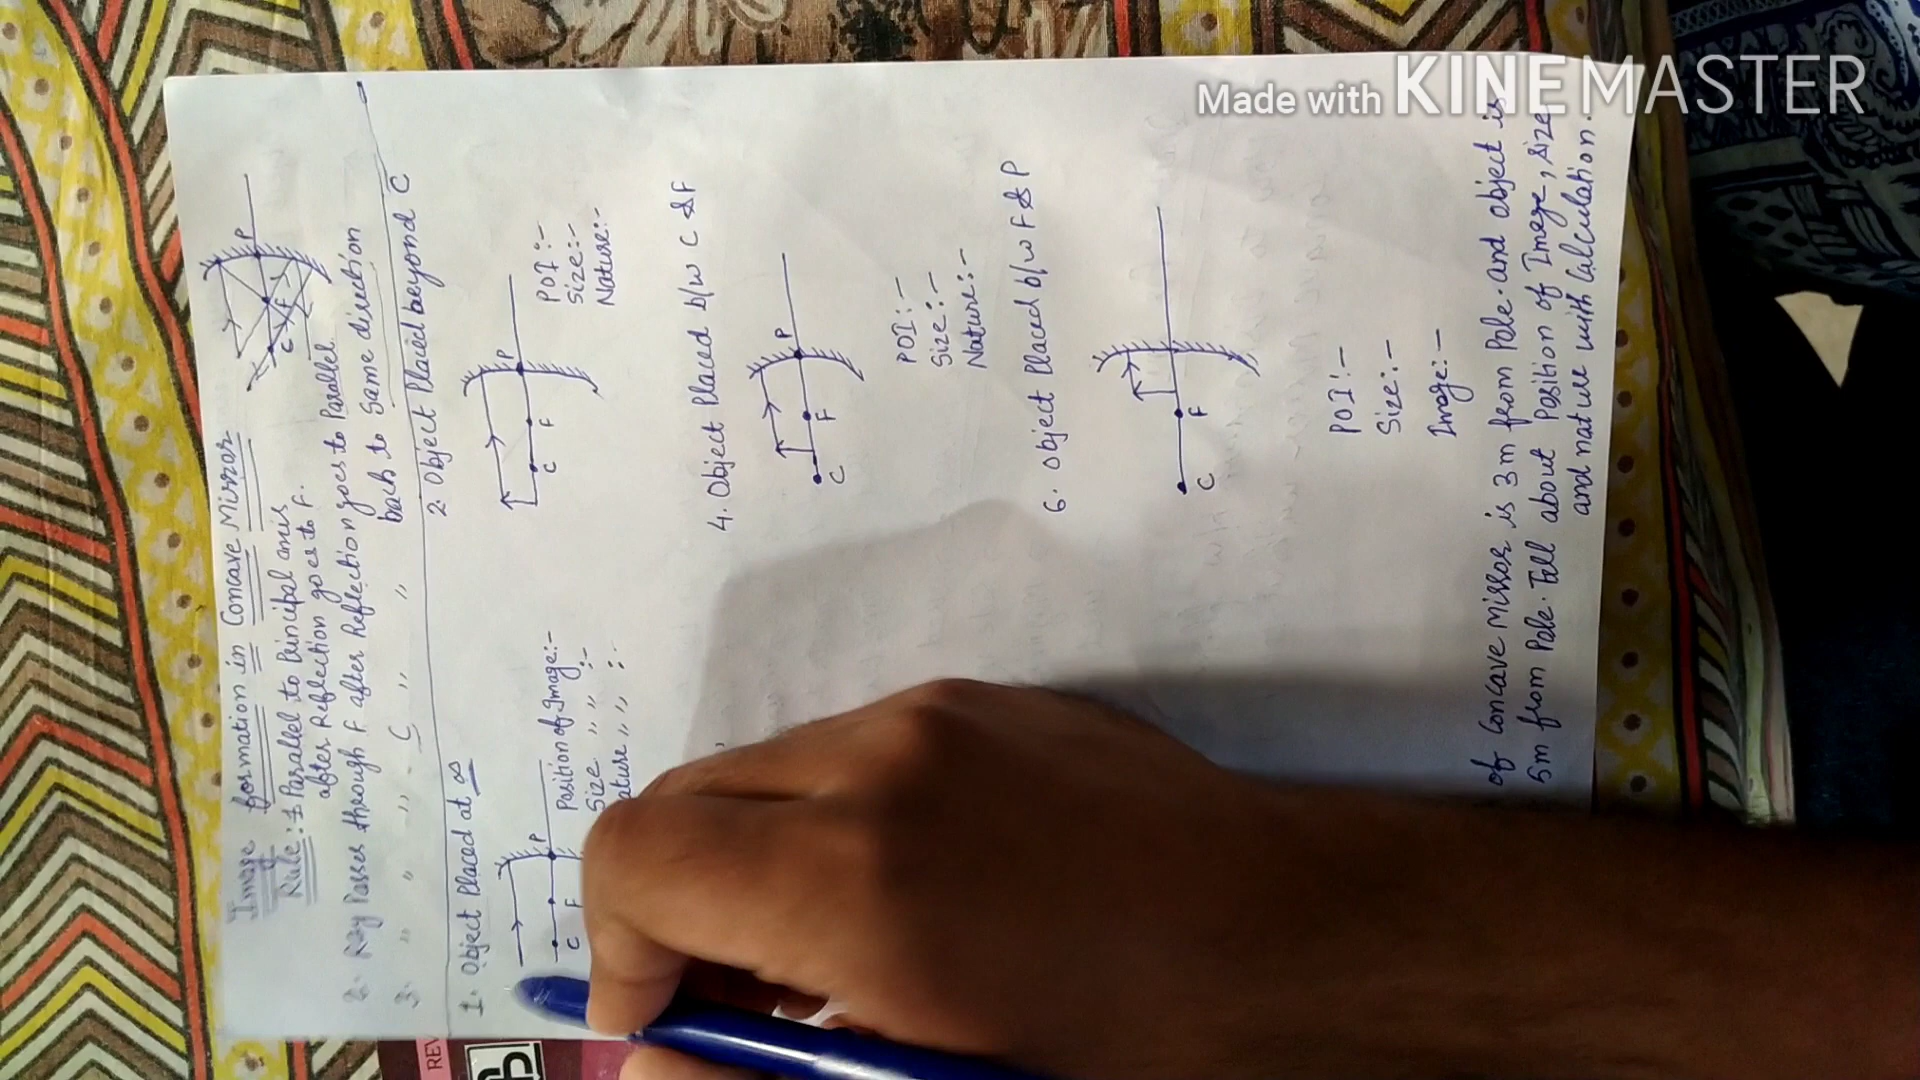 Made with KINEMASTER
Image formation in Concave Mirror
Rule: 1 Parallel to Principal axis
after Reflection goes to F.
2. Ray Passes through F after Reflection goes to Parallel.
3. " " " C " " back to Same direction
C F P
1. Object Placed at ∞
C F P
Position of Image:-
Size " " :-
ature " " :-
2. Object Placed beyond C
C F P
POI:-
Size:-
Nature:-
4. Object Placed b/w C & F
C F P
POI:-
Size:-
Nature:-
6. Object Placed b/w F & P
C F
POI:-
Size:-
Image:-
of Concave Mirror is 3m from Pole. and object is
5m from Pole. Tell about Position of Image, size
and nature with Calculation.
REV